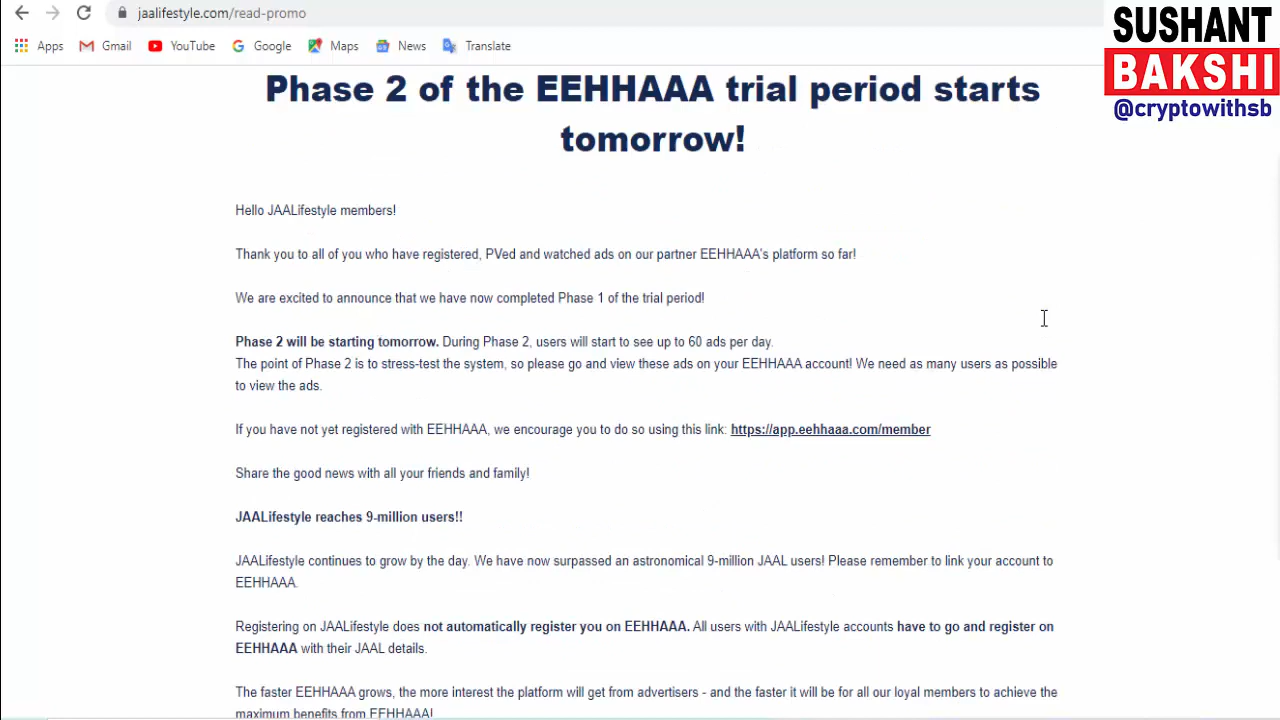 jaalifestyle.com/read-promo
SUSHANT
BAKSHI
@cryptowithsb
Apps Gmail YouTube Google Maps News Translate
Phase 2 of the EEHHAAA trial period starts
tomorrow!
Hello JAALifestyle members!
Thank you to all of you who have registered, PVed and watched ads on our partner EEHHAAA's platform so far!
We are excited to announce that we have now completed Phase 1 of the trial period!
Phase 2 will be starting tomorrow. During Phase 2, users will start to see up to 60 ads per day.
The point of Phase 2 is to stress-test the system, so please go and view these ads on your EEHHAAA account! We need as many users as possible
to view the ads.
If you have not yet registered with EEHHAAA, we encourage you to do so using this link: https://app.eehhaaa.com/member
Share the good news with all your friends and family!
JAALifestyle reaches 9-million users!!
JAALifestyle continues to grow by the day. We have now surpassed an astronomical 9-million JAAL users! Please remember to link your account to
EEHHAAA.
Registering on JAALifestyle does not automatically register you on EEHHAAA. All users with JAALifestyle accounts have to go and register on
EEHHAAA with their JAAL details.
The faster EEHHAAA grows, the more interest the platform will get from advertisers - and the faster it will be for all our loyal members to achieve the
maximum benefits from EEHHAAA!